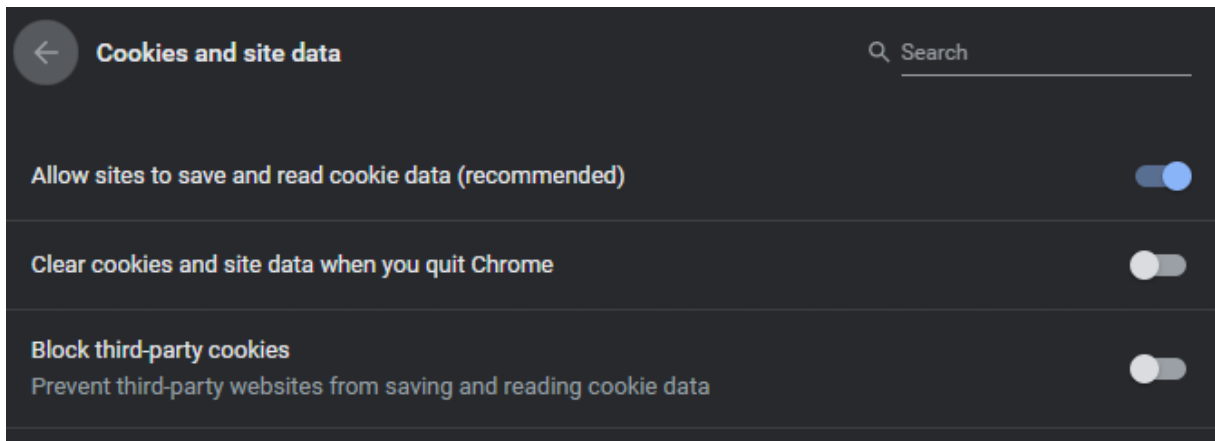 Cookies and site data
Search
Allow sites to save and read cookie data (recommended)
Clear cookies and site data when you quit Chrome
Block third-party cookies
Prevent third-party websites from saving and reading cookie data